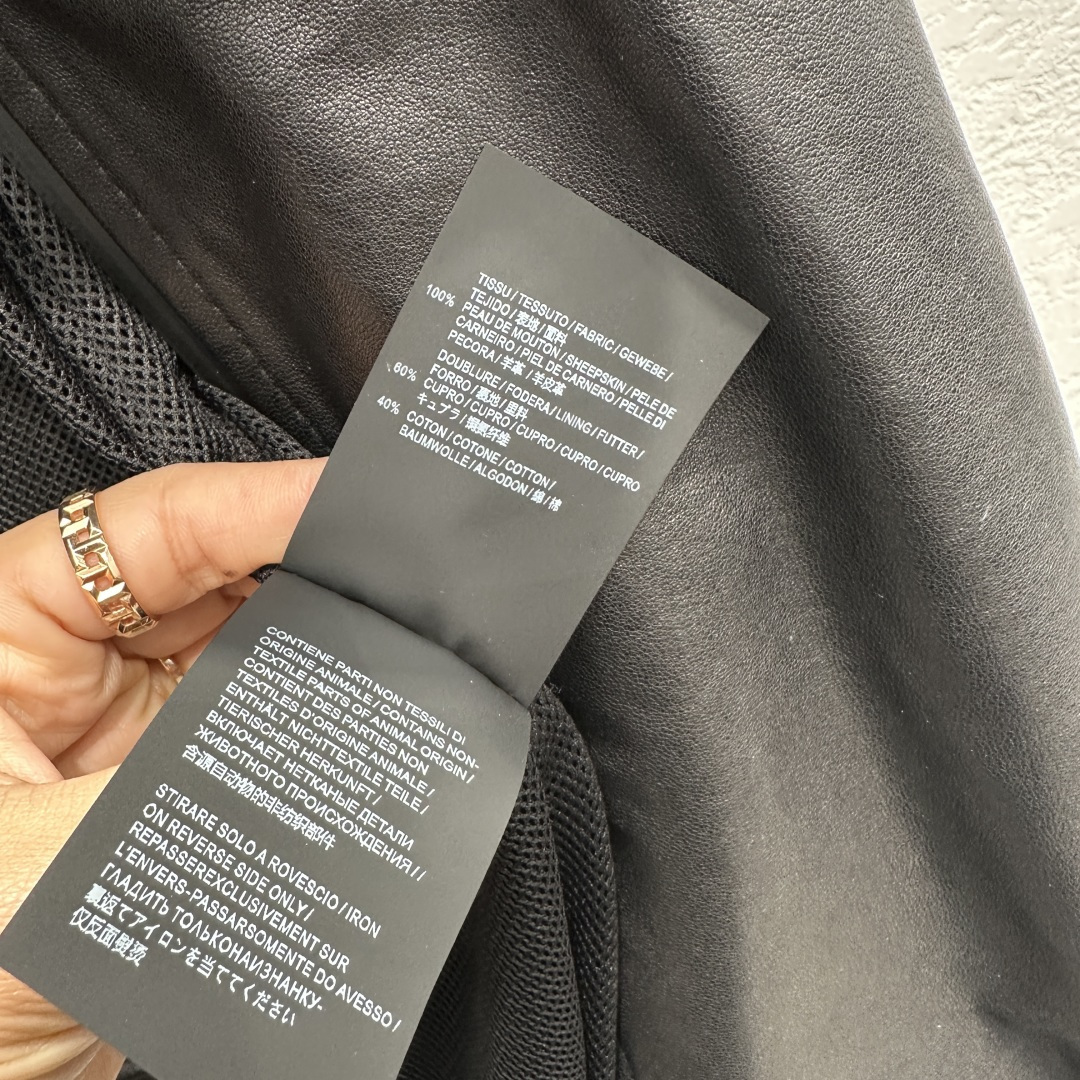 TISSU / TESSUTO / FABRIC / GEWEBE /
TEJIDO / 表地 / 面料
100% PEAU DE MOUTON / SHEEPSKIN / PELE DE
CARNEIRO / PIEL DE CARNERO / PELLE DI
PECORA / 羊革 / 羊皮革
DOUBLURE / FODERA / LINING / FUTTER /
FORRO / 裏地 / 里料
60% CUPRO / CUPRO / CUPRO / CUPRO / CUPRO
キュプラ / 铜氨纤维
40% COTON / COTONE / COTTON /
BAUMWOLLE / ALGODON / 綿 / 棉
CONTIENE PARTI NON TESSILI DI
ORIGINE ANIMALE / CONTAINS NON-
TEXTILE PARTS OF ANIMAL ORIGIN /
CONTIENT DES PARTIES NON
TEXTILES D'ORIGINE ANIMALE /
ENTHÄLT NICHTTEXTILE TEILE /
TIERISCHER HERKUNFT /
ВКЛЮЧАЕТ НЕТКАНЫЕ ДЕТАЛИ
ЖИВОТНОГО ПРОИСХОЖДЕНИЯ / /
含源自动物的非纺织部件
STIRARE SOLO A ROVESCIO / IRON
ON REVERSE SIDE ONLY /
REPASSEREXCLUSIVEMENT SUR
L'ENVERS-PASSARSOMENTE DO AVESSO /
ГЛАДИТЬ ТОЛЬКОНАИЗНАНКУ-
裏返してアイロンを当ててください
仅反面熨烫